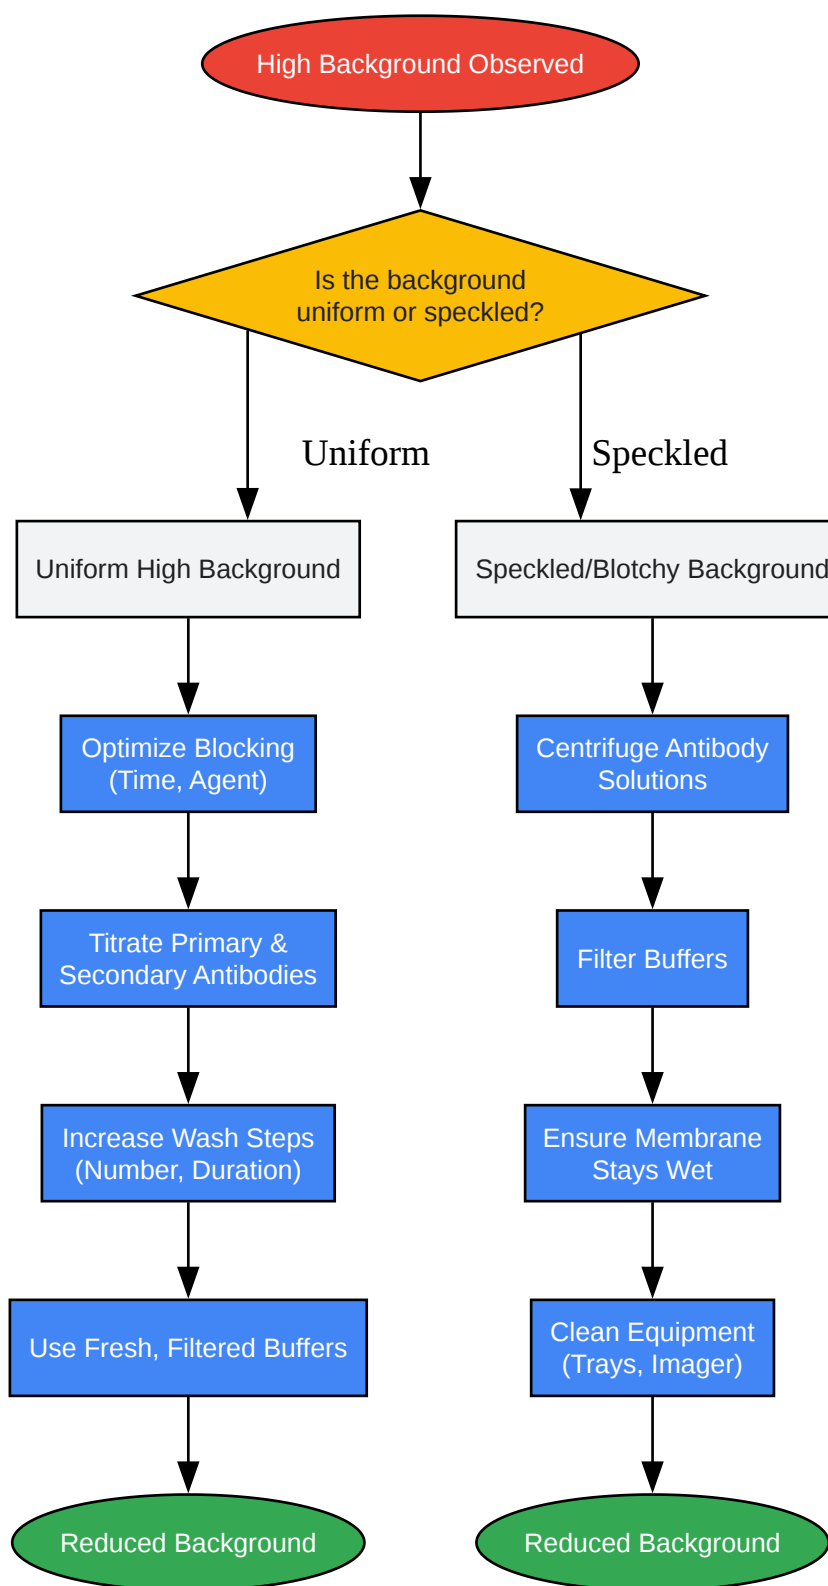 High Background Observed
Is the background
uniform or speckled?
Uniform
Speckled
Uniform High Background
Speckled/Blotchy Background
Optimize Blocking
(Time, Agent)
Centrifuge Antibody
Solutions
Titrate Primary &
Secondary Antibodies
Filter Buffers
Increase Wash Steps
(Number, Duration)
Ensure Membrane
Stays Wet
Use Fresh, Filtered Buffers
Clean Equipment
(Trays, Imager)
Reduced Background
Reduced Background